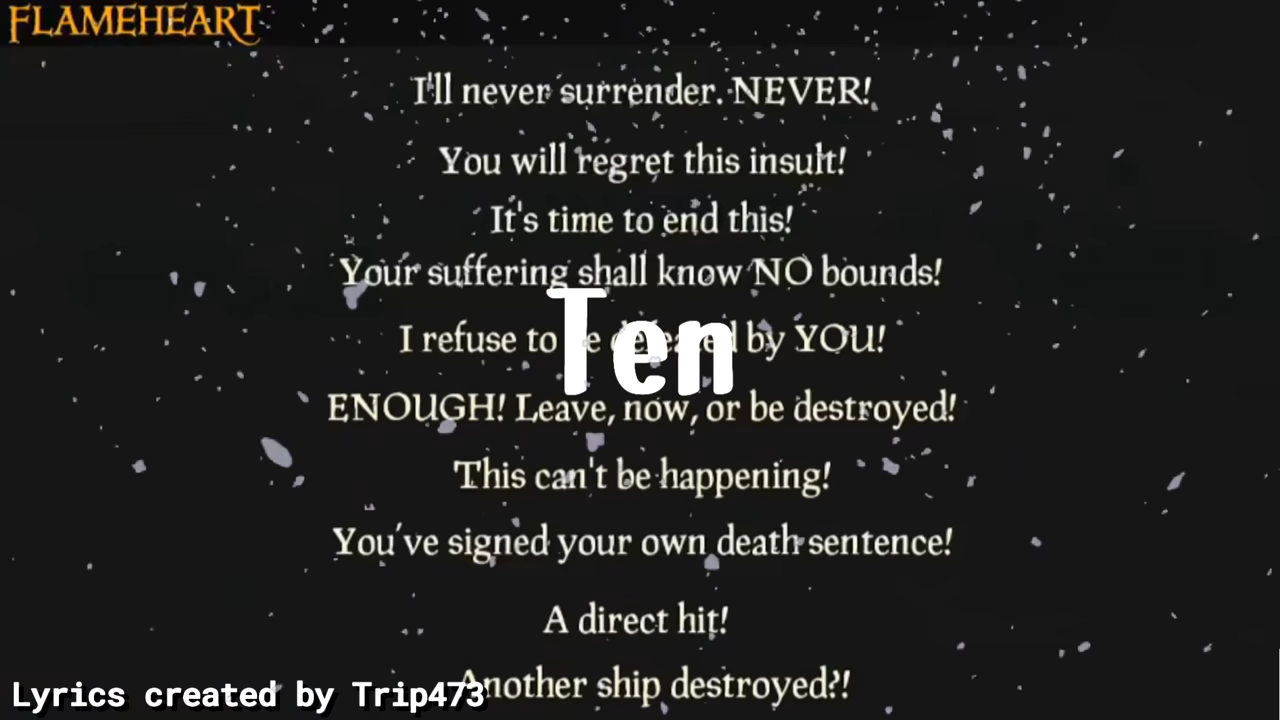 FLAMEHEART
I'll never surrender. NEVER!
You will regret this insult!
It's time to end this!
Your suffering shall know NO bounds!
I refuse to be defeated by YOU!
Ten
ENOUGH! Leave, now, or be destroyed!
This can't be happening!
You've signed your own death sentence!
A direct hit!
Another ship destroyed?!
Lyrics created by Trip473